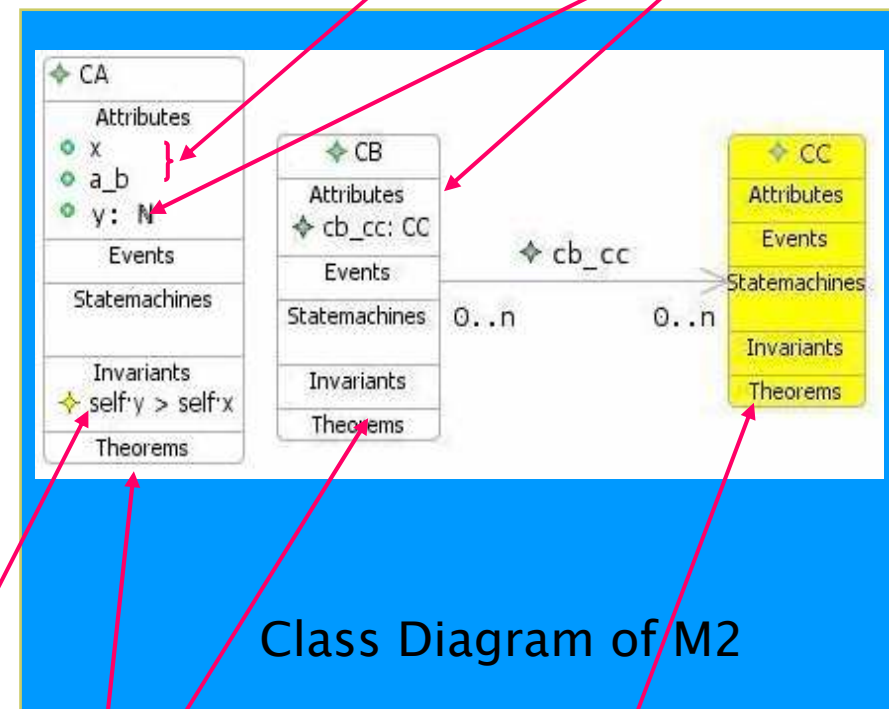 CA
Attributes
x
a_b
y: ℕ
Events
Statemachines
Invariants
self·y > self·x
Theorems
CB
Attributes
cb_cc: CC
Events
Statemachines
Invariants
Theorems
cb_cc
0..n
0..n
CC
Attributes
Events
Statemachines
Invariants
Theorems
Class Diagram of M2